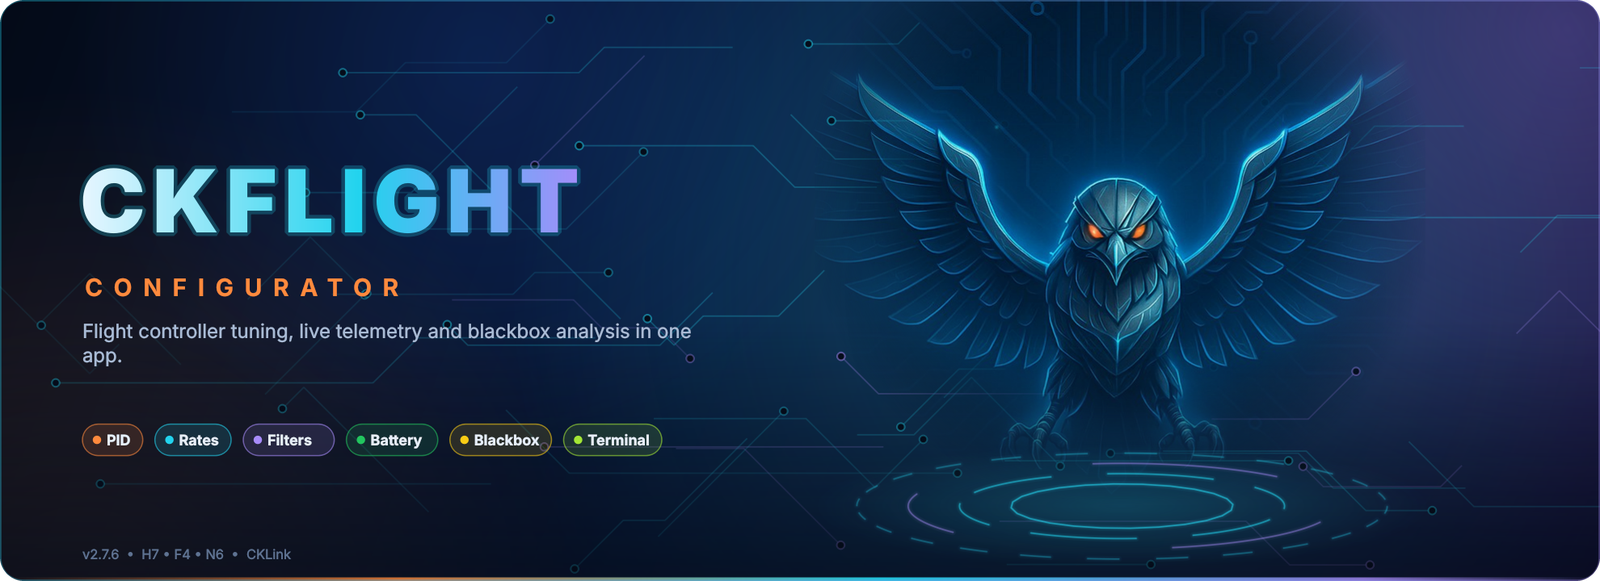 CKFLIGHT
CONFIGURATOR
Flight controller tuning, live telemetry and blackbox analysis in one
app.
PID Rates Filters Battery Blackbox Terminal
v2.7.6 • H7 • F4 • N6 • CKLink